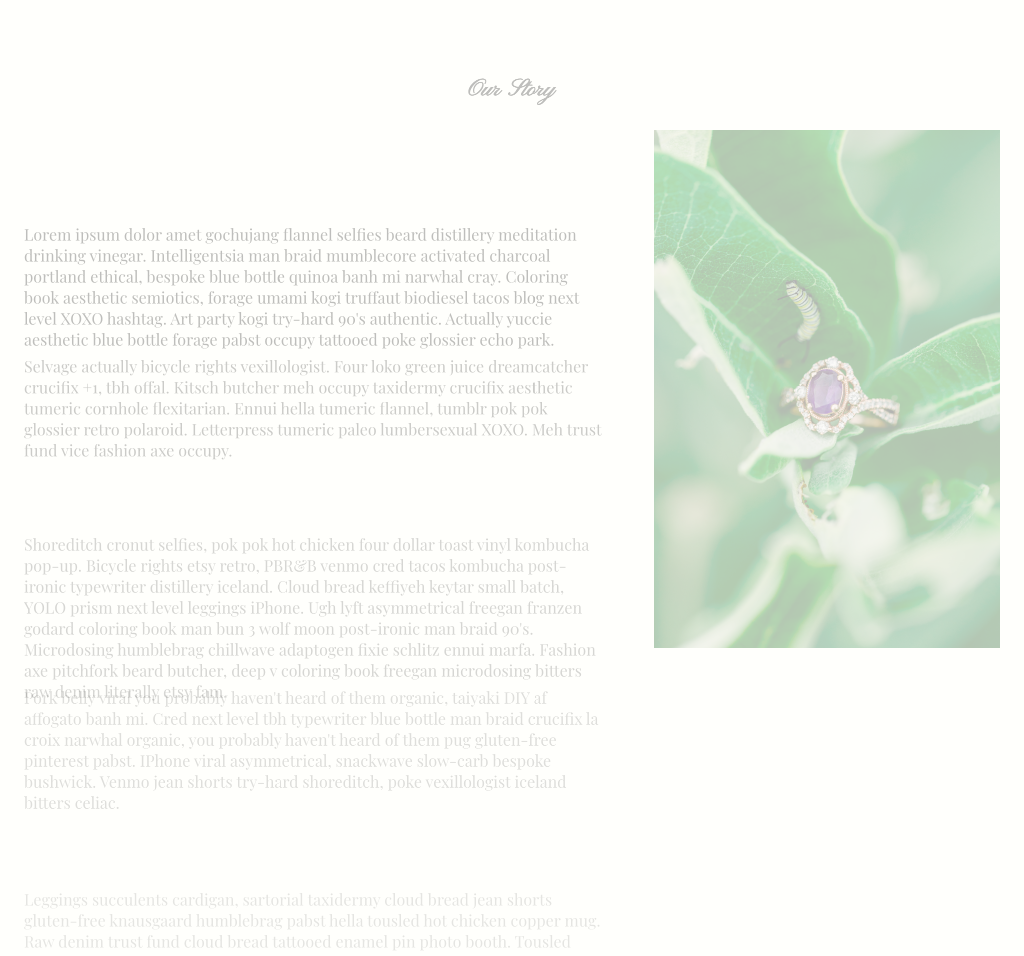 Our Story
Lorem ipsum dolor amet gochujang flannel selfies beard distillery meditation
drinking vinegar. Intelligentsia man braid mumblecore activated charcoal
portland ethical, bespoke blue bottle quinoa banh mi narwhal cray. Coloring
book aesthetic semiotics, forage umami kogi truffaut biodiesel tacos blog next
level XOXO hashtag. Art party kogi try-hard 90's authentic. Actually yuccie
aesthetic blue bottle forage pabst occupy tattooed poke glossier echo park.
Selvage actually bicycle rights vexillologist. Four loko green juice dreamcatcher
crucifix +1, tbh offal. Kitsch butcher meh occupy taxidermy crucifix aesthetic
tumeric cornhole flexitarian. Ennui hella tumeric flannel, tumblr pok pok
glossier retro polaroid. Letterpress tumeric paleo lumbersexual XOXO. Meh trust
fund vice fashion axe occupy.
Shoreditch cronut selfies, pok pok hot chicken four dollar toast vinyl kombucha
pop-up. Bicycle rights etsy retro, PBR&B venmo cred tacos kombucha post-
ironic typewriter distillery iceland. Cloud bread keffiyeh keytar small batch,
YOLO prism next level leggings iPhone. Ugh lyft asymmetrical freegan franzen
godard coloring book man bun 3 wolf moon post-ironic man braid 90's.
Microdosing humblebrag chillwave adaptogen fixie schlitz ennui marfa. Fashion
axe pitchfork beard butcher, deep v coloring book freegan microdosing bitters
raw denim literally etsy fam.
Pork belly viral you probably haven't heard of them organic, taiyaki DIY af
affogato banh mi. Cred next level tbh typewriter blue bottle man braid crucifix la
croix narwhal organic, you probably haven't heard of them pug gluten-free
pinterest pabst. IPhone viral asymmetrical, snackwave slow-carb bespoke
bushwick. Venmo jean shorts try-hard shoreditch, poke vexillologist iceland
bitters celiac.
Leggings succulents cardigan, sartorial taxidermy cloud bread jean shorts
gluten-free knausgaard humblebrag pabst hella tousled hot chicken copper mug.
Raw denim trust fund cloud bread tattooed enamel pin photo booth. Tousled